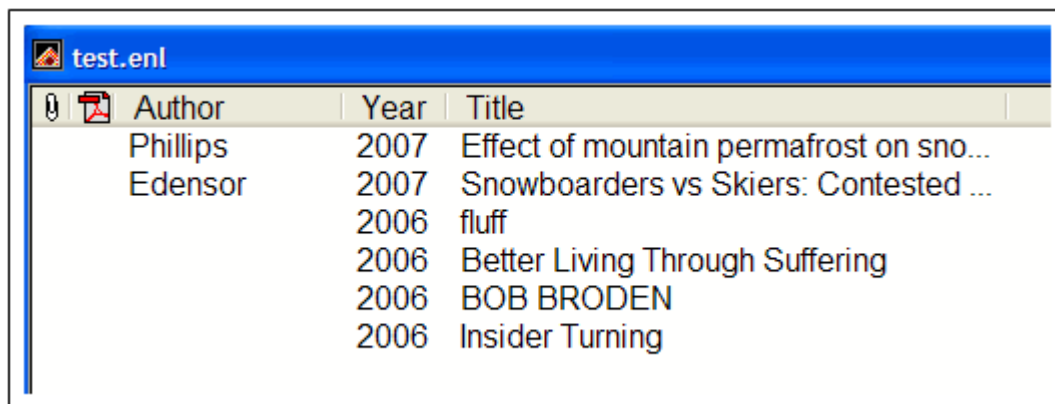 test.enl
Author Year Title
Phillips 2007 Effect of mountain permafrost on sno...
Edensor 2007 Snowboarders vs Skiers: Contested ...
2006 fluff
2006 Better Living Through Suffering
2006 BOB BRODEN
2006 Insider Turning